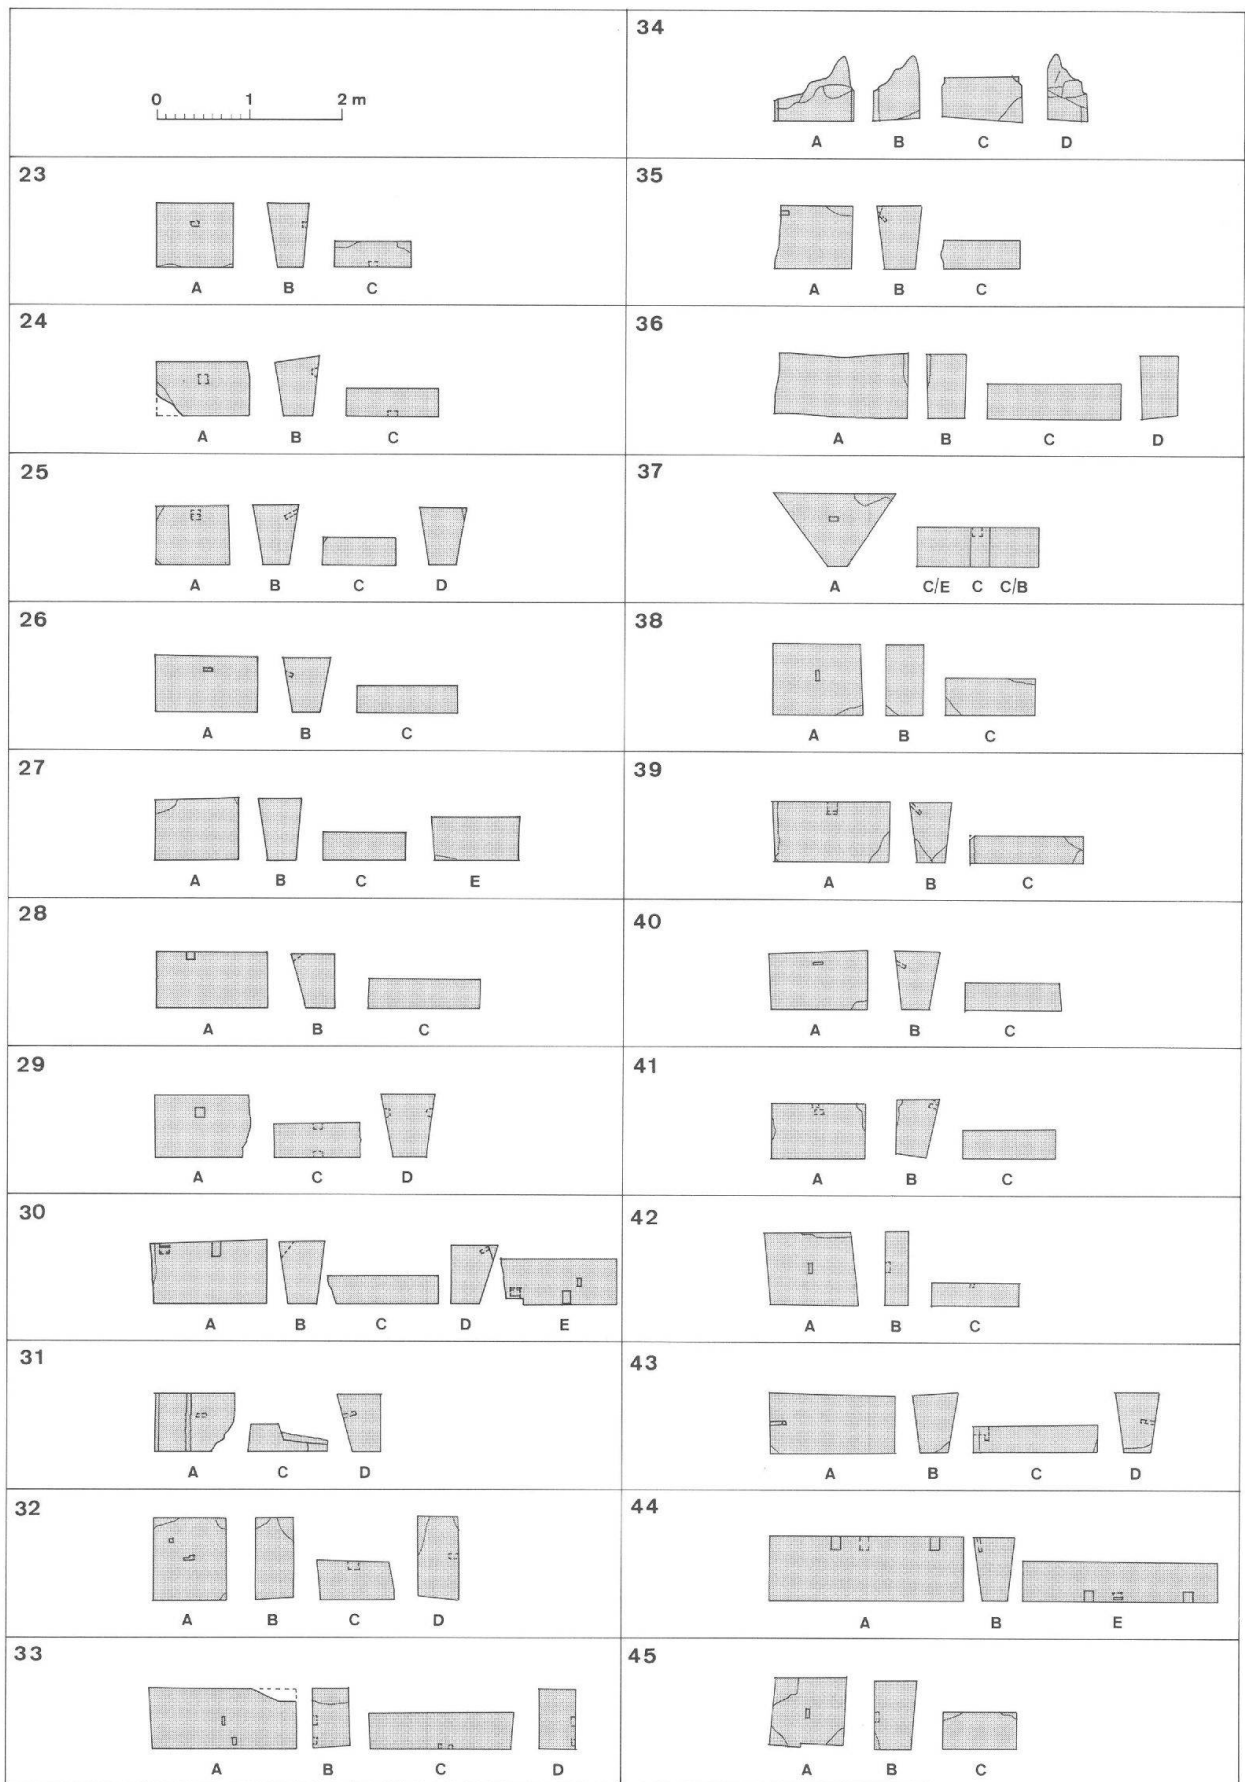 0 1 2 m
23
A B C
24
A B C
25
A B C D
26
A B C
27
A B C E
28
A B C
29
A C D
30
A B C D E
31
A C D
32
A B C D
33
A B C D
34
A B C D
35
A B C
36
A B C D
37
A C/E C C/B
38
A B C
39
A B C
40
A B C
41
A B C
42
A B C
43
A B C D
44
A B E
45
A B C